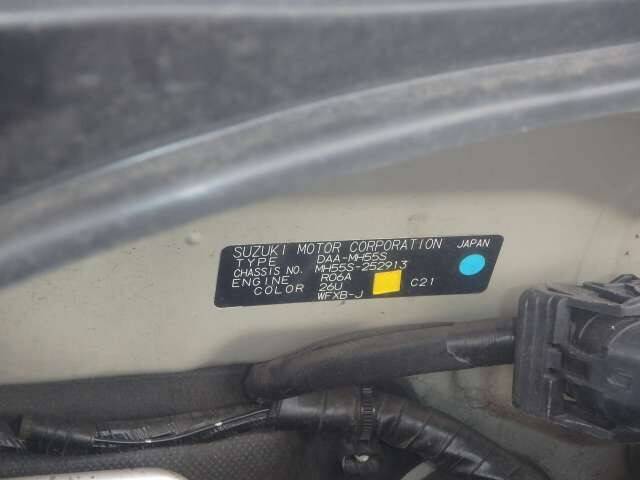 SUZUKI MOTOR CORPORATION JAPAN
TYPE DAA-MH55S
CHASSIS NO. MH55S-252913
ENGINE R06A
COLOR 26U C21
WFXB-J